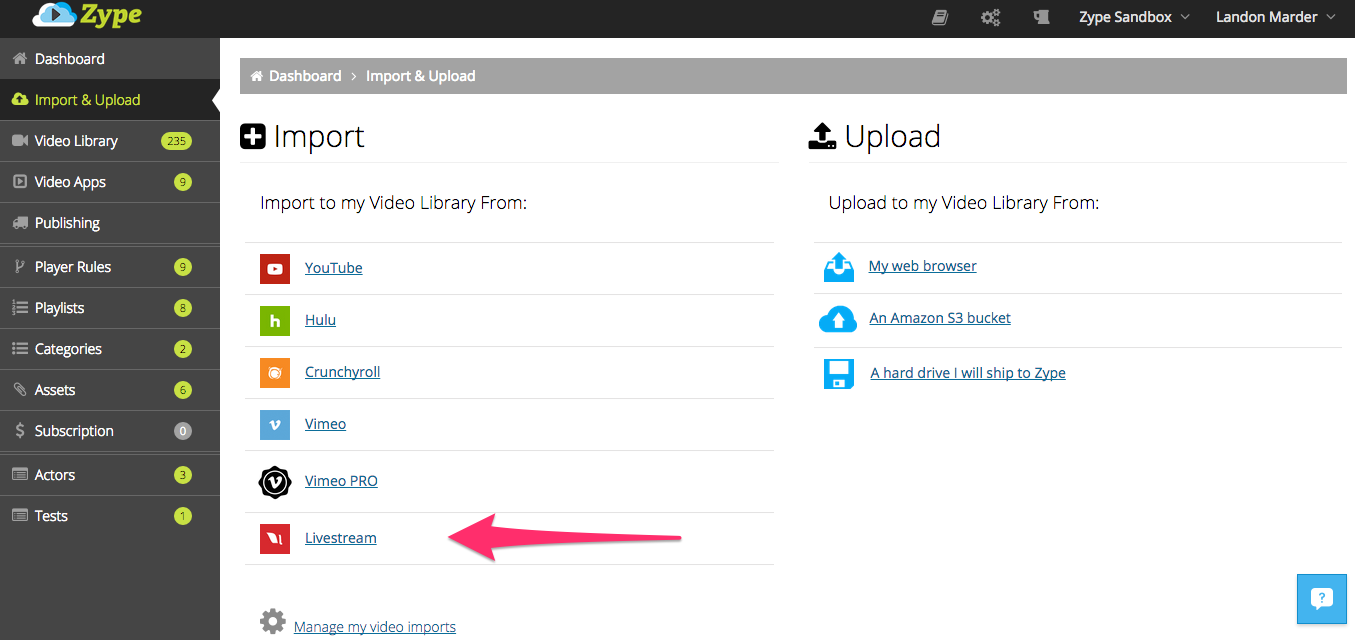 Zype
Zype Sandbox
Landon Marder
Dashboard
Import & Upload
Video Library 235
Video Apps 9
Publishing
Player Rules 9
Playlists 8
Categories 2
Assets 6
Subscription 0
Actors 3
Tests 1
Dashboard > Import & Upload
Import
Import to my Video Library From:
YouTube
h Hulu
Crunchyroll
Vimeo
Vimeo PRO
Livestream
Manage my video imports
Upload
Upload to my Video Library From:
My web browser
An Amazon S3 bucket
A hard drive I will ship to Zype
?